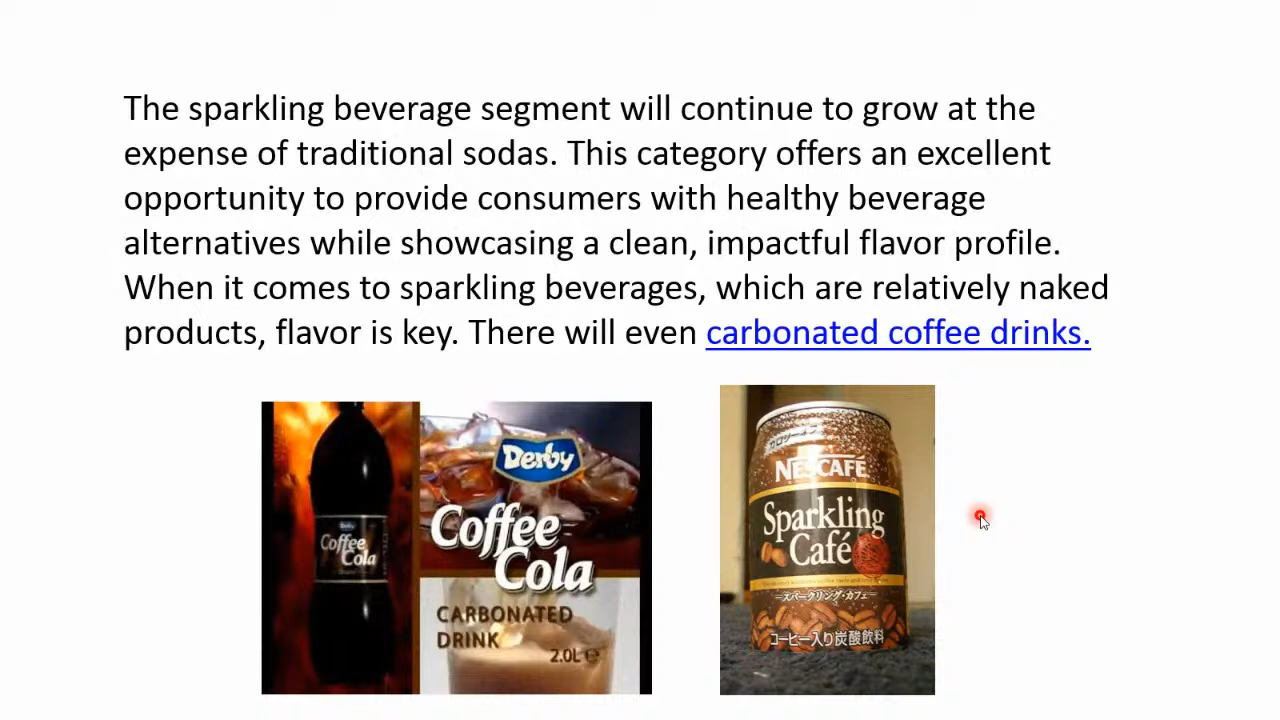 The sparkling beverage segment will continue to grow at the
expense of traditional sodas. This category offers an excellent
opportunity to provide consumers with healthy beverage
alternatives while showcasing a clean, impactful flavor profile.
When it comes to sparkling beverages, which are relatively naked
products, flavor is key. There will even carbonated coffee drinks.
Derby
Coffee
Cola
Derby
Coffee
Cola
CARBONATED
DRINK
2.0L e
NESCAFÉ
Sparkling
Café
スパークリング・カフェ
コーヒー入り炭酸飲料